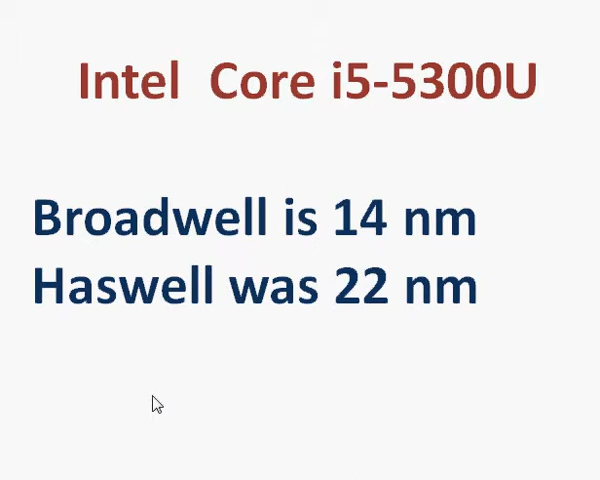 Intel Core i5-5300U
Broadwell is 14 nm
Haswell was 22 nm